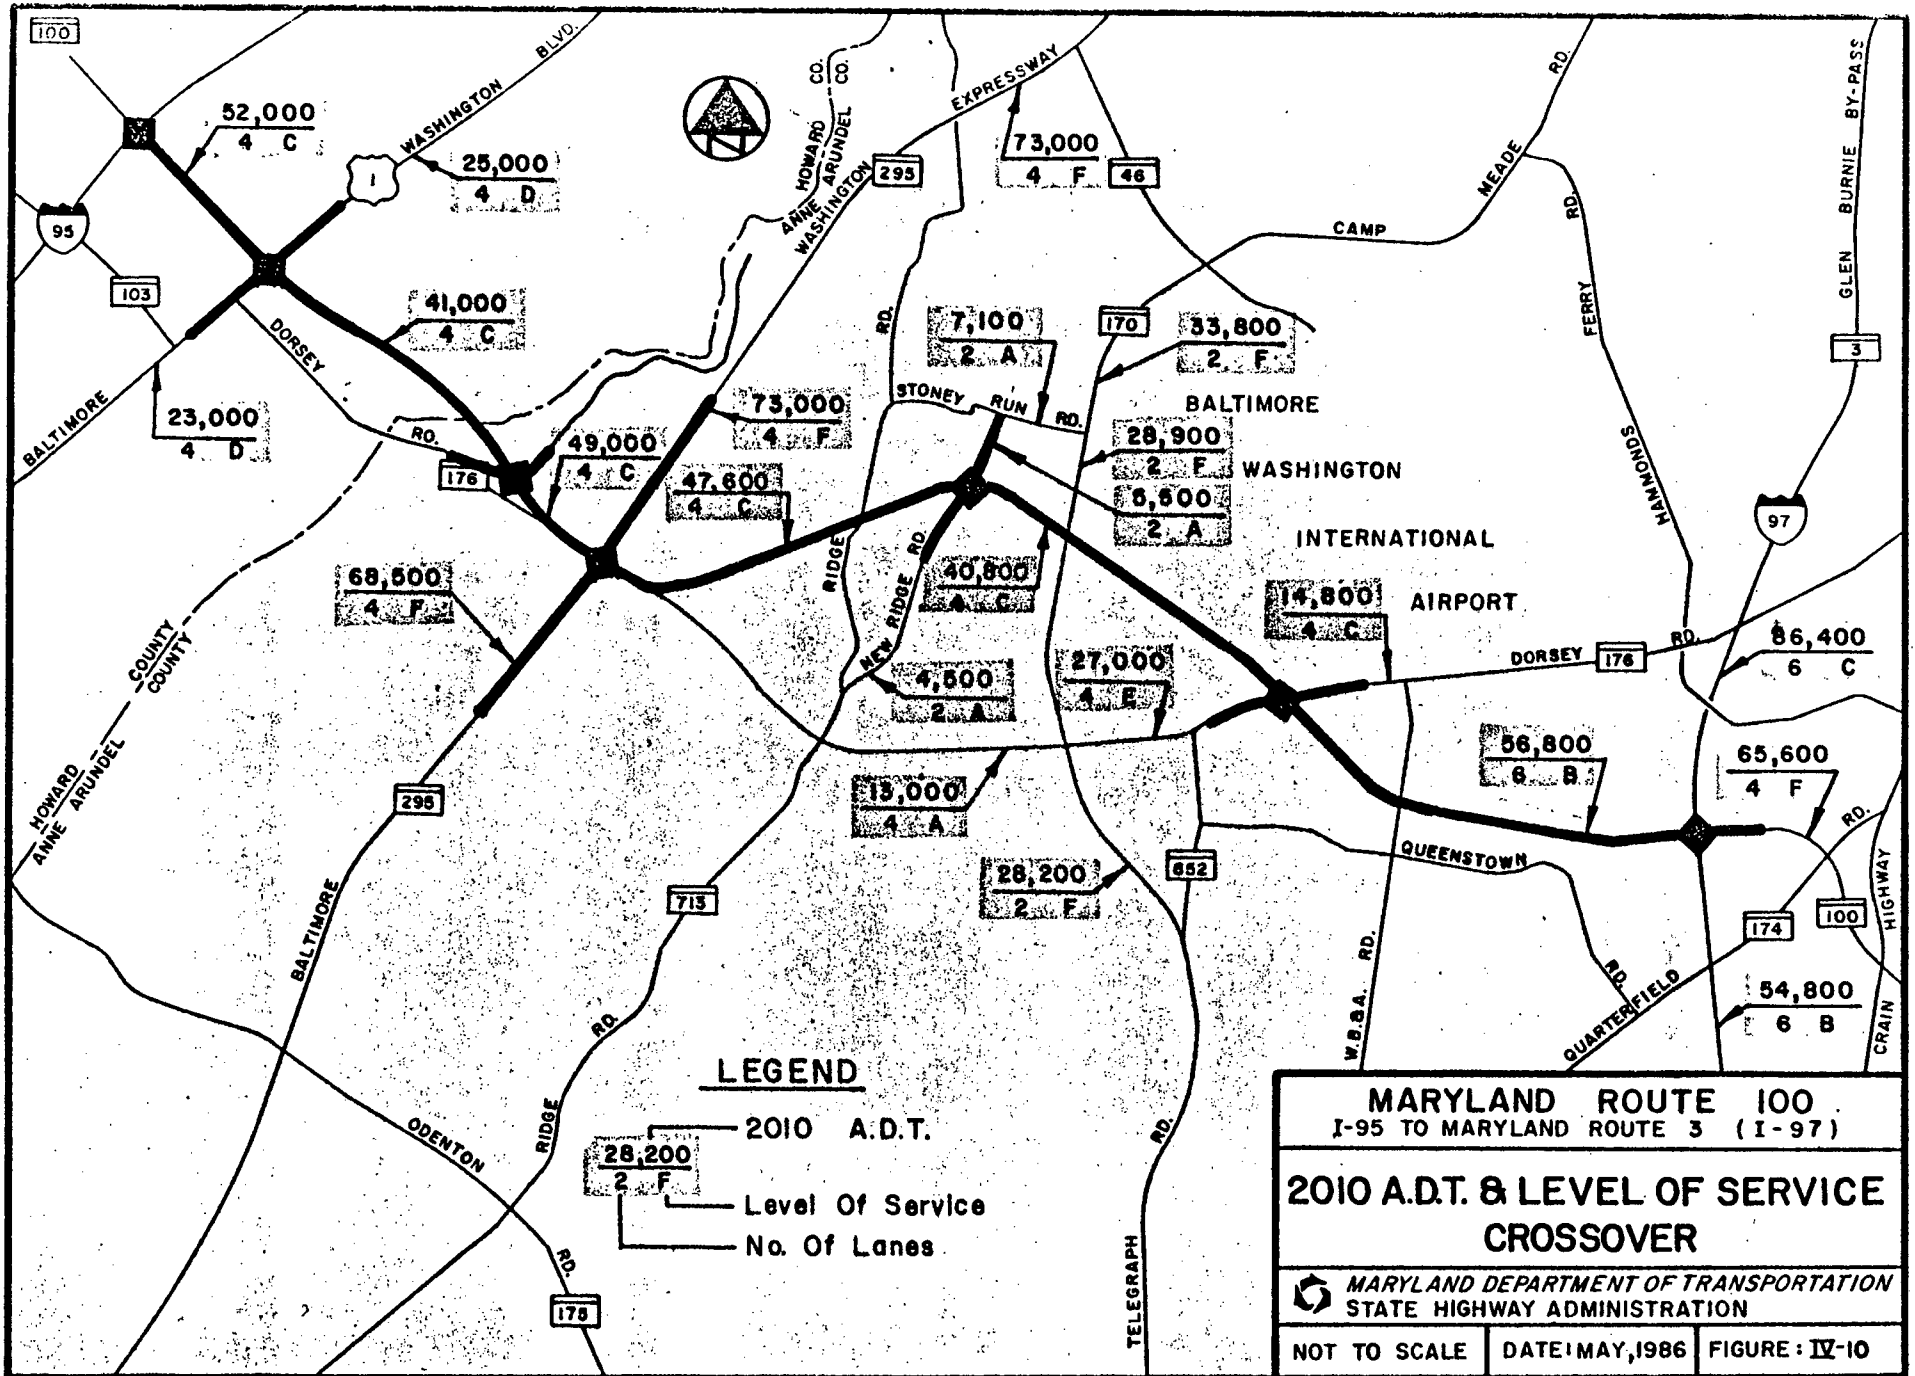 100
52,000
4 C
WASHINGTON BLVD.
1
25,000
4 D
95
103
41,000
4 C
DORSEY
RD.
176
BALTIMORE
23,000
4 D
N
HOWARD CO.
ANNE ARUNDEL CO.
WASHINGTON
EXPRESSWAY
295
73,000
4 F
46
RD.
MEADE
CAMP
RD.
FERRY
HAMMONDS
GLEN BURNIE BY-PASS
3
97
RD.
7,100
2 A
170
33,800
2 F
STONEY RUN RD.
BALTIMORE
WASHINGTON
INTERNATIONAL
AIRPORT
28,900
2 F
5,500
2 A
73,000
4 F
49,000
4 C
47,600
4 C
68,500
4 F
RIDGE
NEW RIDGE RD.
40,800
4 C
14,800
4 C
4,500
2 A
27,000
4 E
DORSEY
176
RD.
86,400
6 C
COUNTY
COUNTY
HOWARD
ANNE ARUNDEL
295
BALTIMORE
13,000
4 A
56,800
6 B
65,600
4 F
713
RD.
RIDGE
28,200
2 F
652
QUEENSTOWN
RD.
W.B.&A. RD.
RD.
174
100
QUARTERFIELD
CRAIN HIGHWAY
54,800
6 B
ODENTON
RD.
175
TELEGRAPH
RD.
LEGEND
2010 A.D.T.
28,200
2 F
Level Of Service
No. Of Lanes
MARYLAND ROUTE 100
I-95 TO MARYLAND ROUTE 3 (I-97)
2010 A.D.T. & LEVEL OF SERVICE
CROSSOVER
MARYLAND DEPARTMENT OF TRANSPORTATION
STATE HIGHWAY ADMINISTRATION
NOT TO SCALE
DATE: MAY, 1986
FIGURE: IV-10